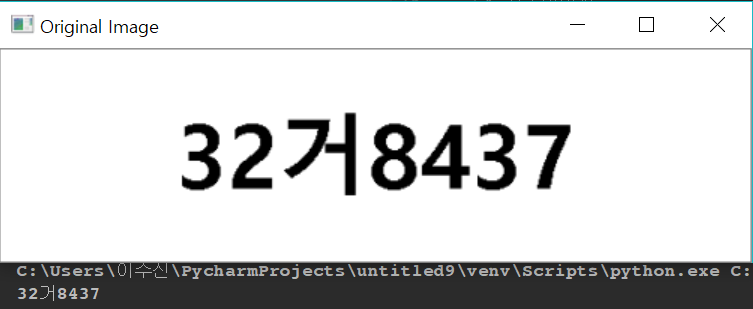 Original Image
32거8437
C:\Users\이수신\PycharmProjects\untitled9\venv\Scripts\python.exe C:
32거8437